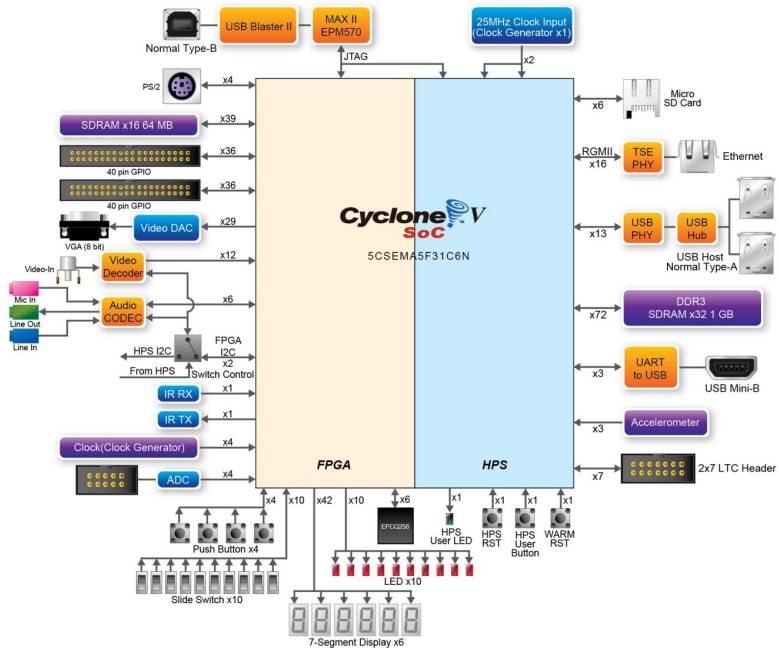 Normal Type-B
USB Blaster II
MAX II
EPM570
JTAG
25MHz Clock Input
(Clock Generator x1)
x2
PS/2
x4
SDRAM x16 64 MB
x39
40 pin GPIO
x36
40 pin GPIO
x36
VGA (8 bit)
Video DAC
x29
Video-In
Video
Decoder
x12
Mic In
Line Out
Line In
Audio
CODEC
x6
HPS I2C
From HPS
FPGA
I2C
x2
Switch Control
IR RX
x1
IR TX
x1
Clock(Clock Generator)
x4
ADC
x4
Cyclone V
SoC
5CSEMA5F31C6N
FPGA
HPS
x6
Micro
SD Card
RGMII
x16
TSE
PHY
Ethernet
x13
USB
PHY
USB
Hub
USB Host
Normal Type-A
x72
DDR3
SDRAM x32 1 GB
x3
UART
to USB
USB Mini-B
x3
Accelerometer
x7
2x7 LTC Header
x4
x10
x42
x10
x6
x1
x1
x1
x1
Push Button x4
Slide Switch x10
EPCQ256
HPS
User LED
HPS
RST
HPS
User
Button
WARM
RST
LED x10
7-Segment Display x6